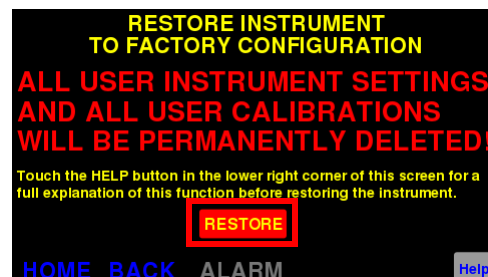 RESTORE INSTRUMENT
TO FACTORY CONFIGURATION
ALL USER INSTRUMENT SETTINGS
AND ALL USER CALIBRATIONS
WILL BE PERMANENTLY DELETED!
Touch the HELP button in the lower right corner of this screen for a
full explanation of this function before restoring the instrument.
RESTORE
HOME BACK ALARM Help